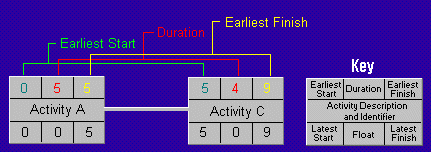 Earliest Finish
Duration
Earliest Start
Key
0 5 5
Activity A
0 0 5
5 4 9
Activity C
5 0 9
Earliest Start Duration Earliest Finish
Activity Description
and Identifier
Latest Start Float Latest Finish